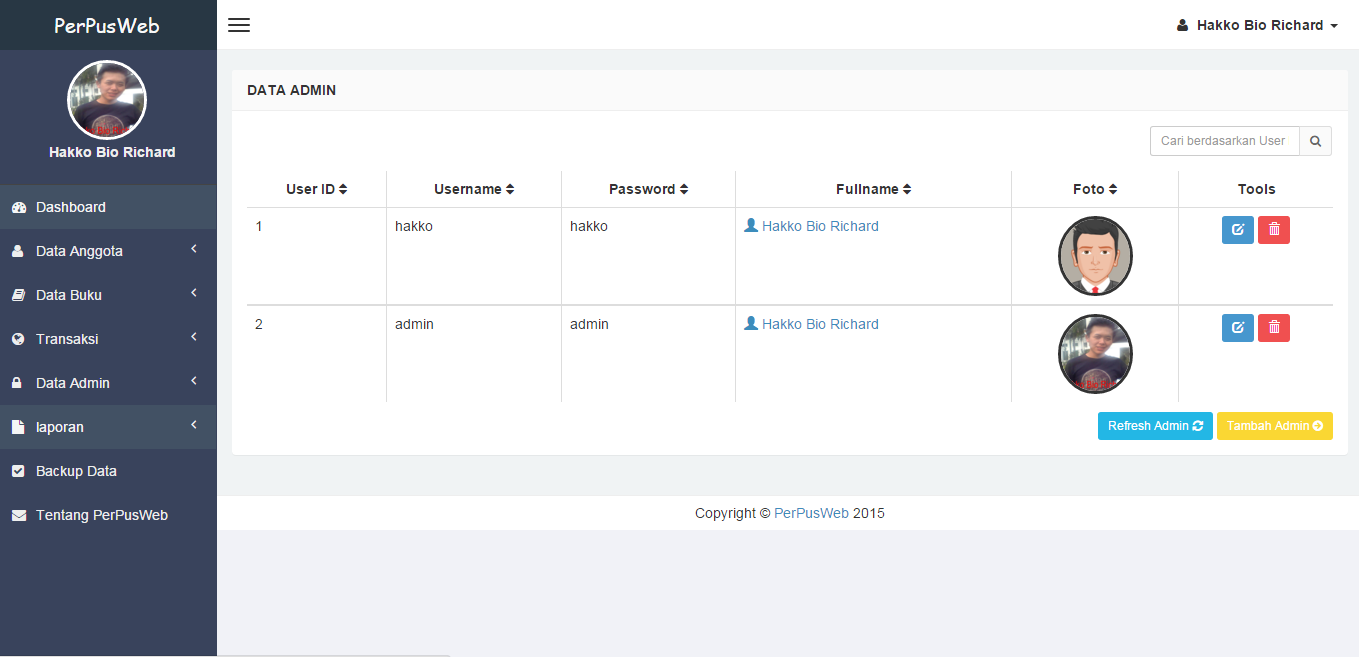 PerPusWeb
Hakko Bio Richard
Hakko Bio Richard
Dashboard
Data Anggota
Data Buku
Transaksi
Data Admin
laporan
Backup Data
Tentang PerPusWeb
DATA ADMIN
Cari berdasarkan User
User ID Username Password Fullname Foto Tools
1 hakko hakko Hakko Bio Richard
2 admin admin Hakko Bio Richard
Refresh Admin Tambah Admin
Copyright © PerPusWeb 2015